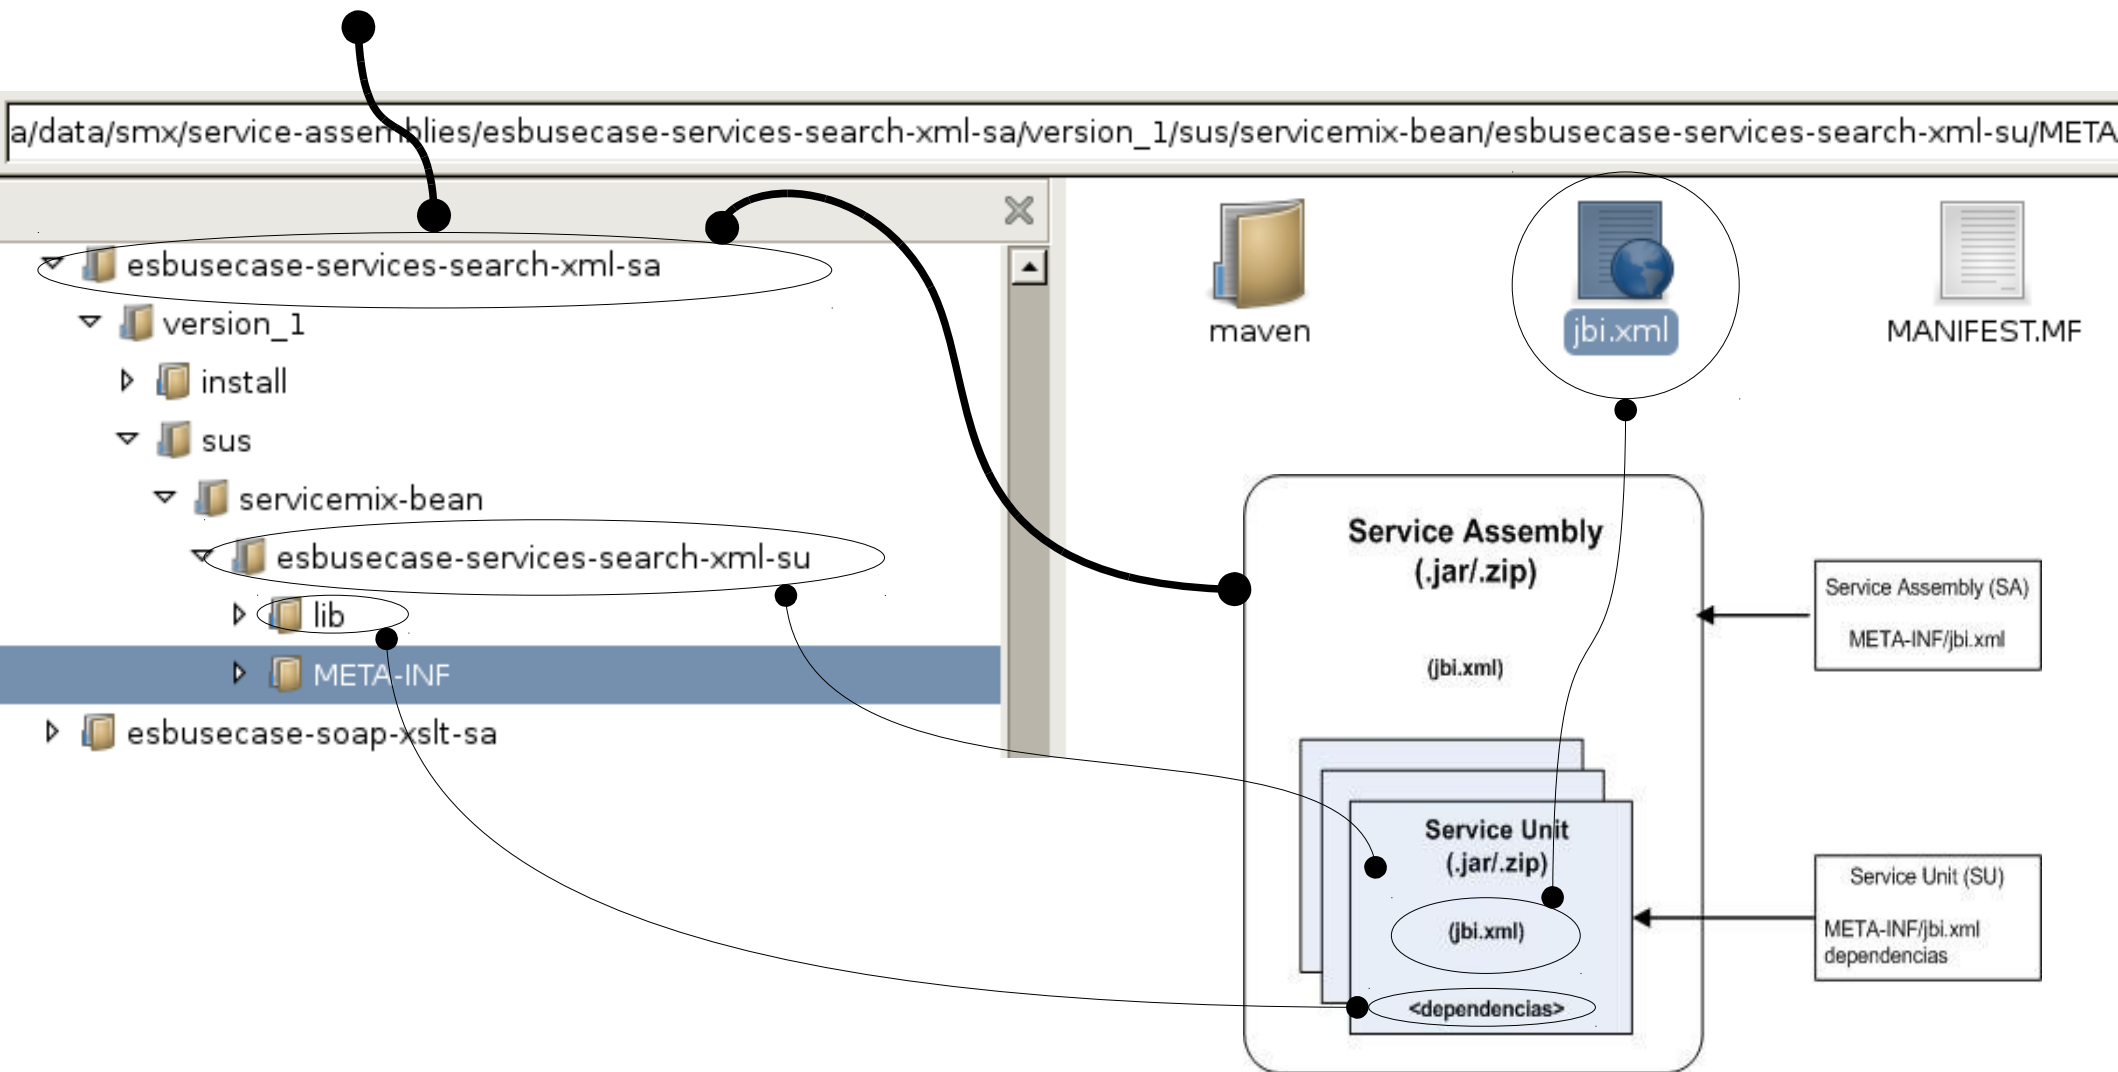 a/data/smx/service-assemblies/esbusecase-services-search-xml-sa/version_1/sus/servicemix-bean/esbusecase-services-search-xml-su/META
esbusecase-services-search-xml-sa
version_1
install
sus
servicemix-bean
esbusecase-services-search-xml-su
lib
META-INF
esbusecase-soap-xslt-sa
maven
jbi.xml
MANIFEST.MF
Service Assembly
(.jar/.zip)
(jbi.xml)
Service Unit
(.jar/.zip)
(jbi.xml)
<dependencias>
Service Assembly (SA)
META-INF/jbi.xml
Service Unit (SU)
META-INF/jbi.xml
dependencias